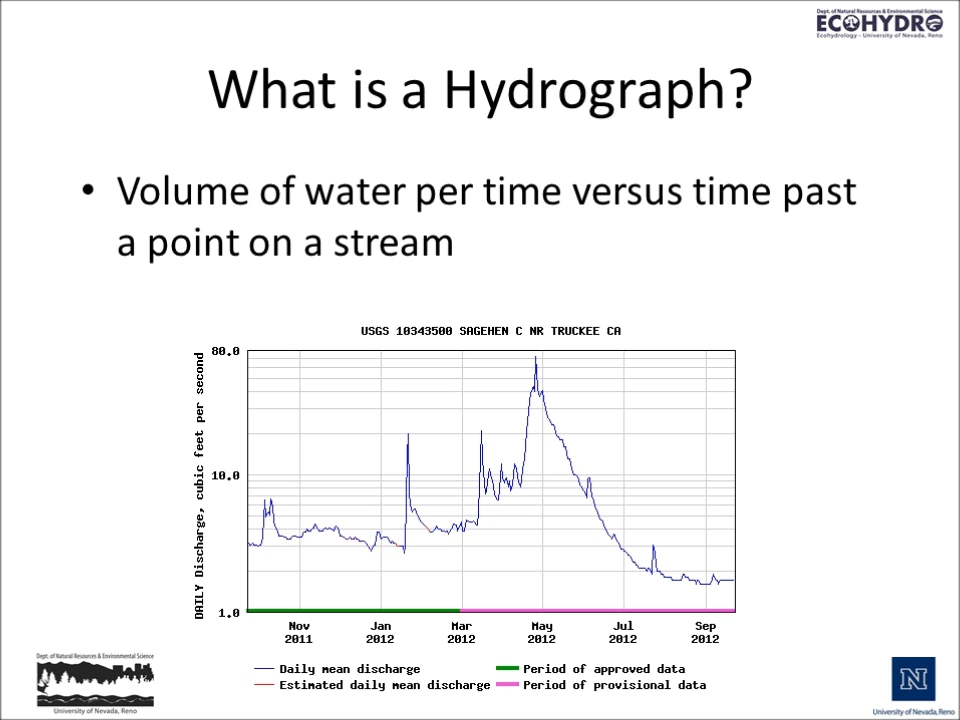 Dept. of Natural Resources & Environmental Science
ECOHYDRO
Ecohydrology - University of Nevada, Reno
What is a Hydrograph?
• Volume of water per time versus time past
a point on a stream
USGS 10343500 SAGEHEN C NR TRUCKEE CA
DAILY Discharge, cubic feet per second
80.0
10.0
1.0
Nov Jan Mar May Jul Sep
2011 2012 2012 2012 2012 2012
Daily mean discharge Period of approved data
Estimated daily mean discharge Period of provisional data
Dept. of Natural Resources & Environmental Science
University of Nevada, Reno
N
University of Nevada, Reno